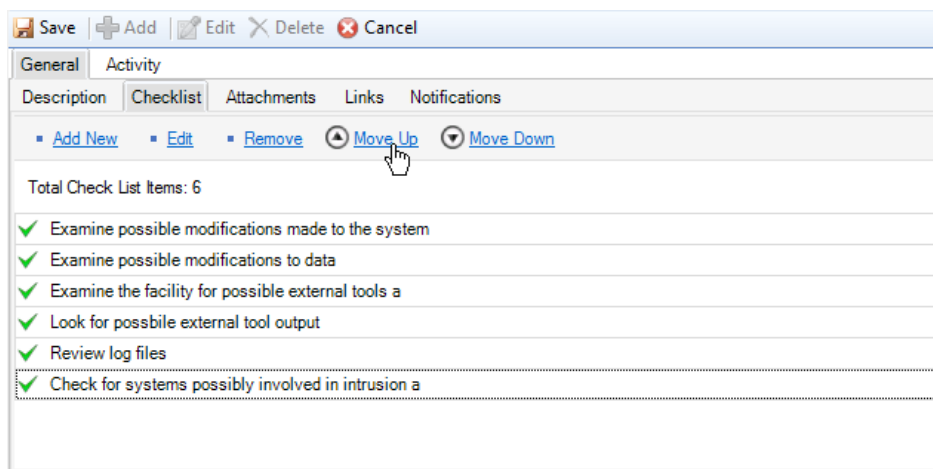 Save Add Edit Delete Cancel
General Activity
Description Checklist Attachments Links Notifications
Add New Edit Remove Move Up Move Down
Total Check List Items: 6
Examine possible modifications made to the system
Examine possible modifications to data
Examine the facility for possible external tools a
Look for possbile external tool output
Review log files
Check for systems possibly involved in intrusion a